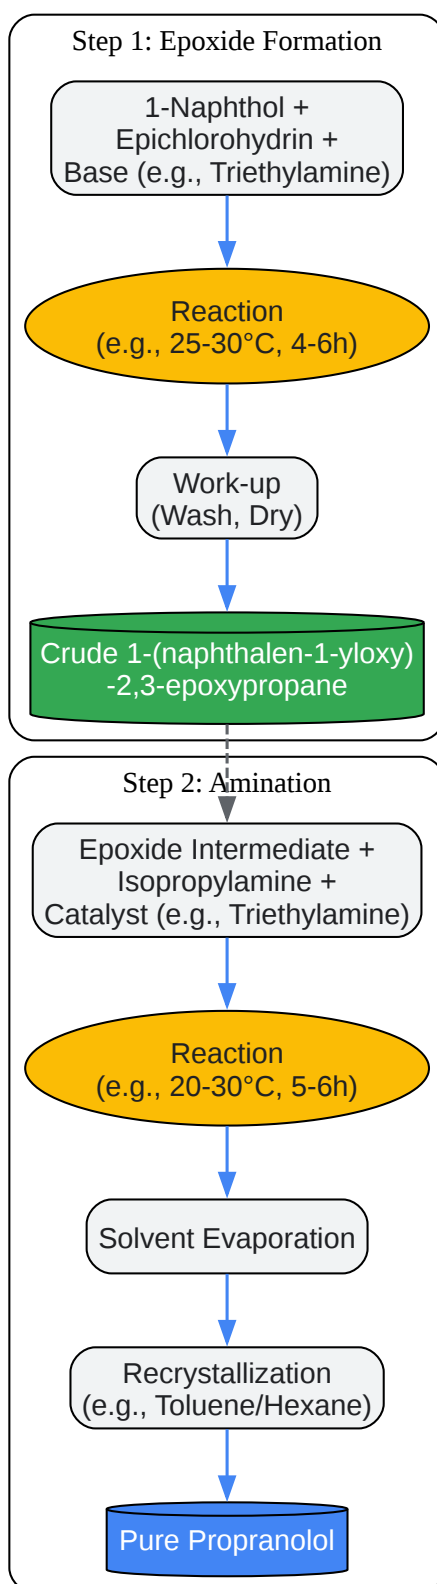 Step 1: Epoxide Formation
1-Naphthol +
Epichlorohydrin +
Base (e.g., Triethylamine)
Reaction
(e.g., 25-30°C, 4-6h)
Work-up
(Wash, Dry)
Crude 1-(naphthalen-1-yloxy)
-2,3-epoxypropane
Step 2: Amination
Epoxide Intermediate +
Isopropylamine +
Catalyst (e.g., Triethylamine)
Reaction
(e.g., 20-30°C, 5-6h)
Solvent Evaporation
Recrystallization
(e.g., Toluene/Hexane)
Pure Propranolol